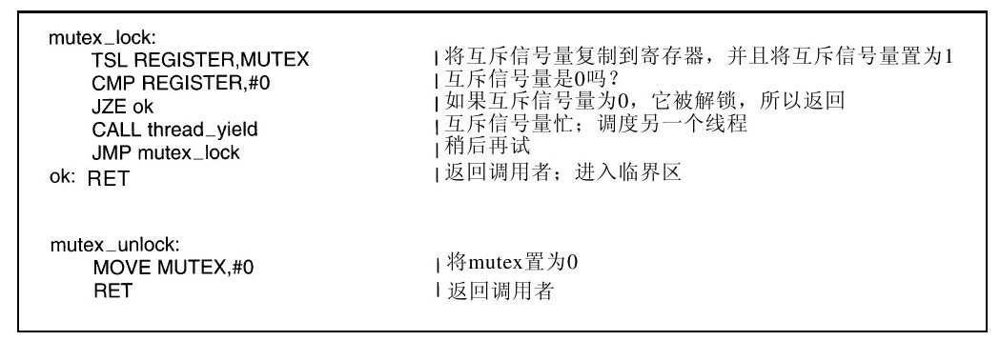 mutex_lock:
TSL REGISTER,MUTEX |将互斥信号量复制到寄存器，并且将互斥信号量置为1
CMP REGISTER,#0 |互斥信号量是0吗？
JZE ok |如果互斥信号量为0，它被解锁，所以返回
CALL thread_yield |互斥信号量忙；调度另一个线程
JMP mutex_lock |稍后再试
ok: RET |返回调用者；进入临界区
mutex_unlock:
MOVE MUTEX,#0 |将mutex置为0
RET |返回调用者